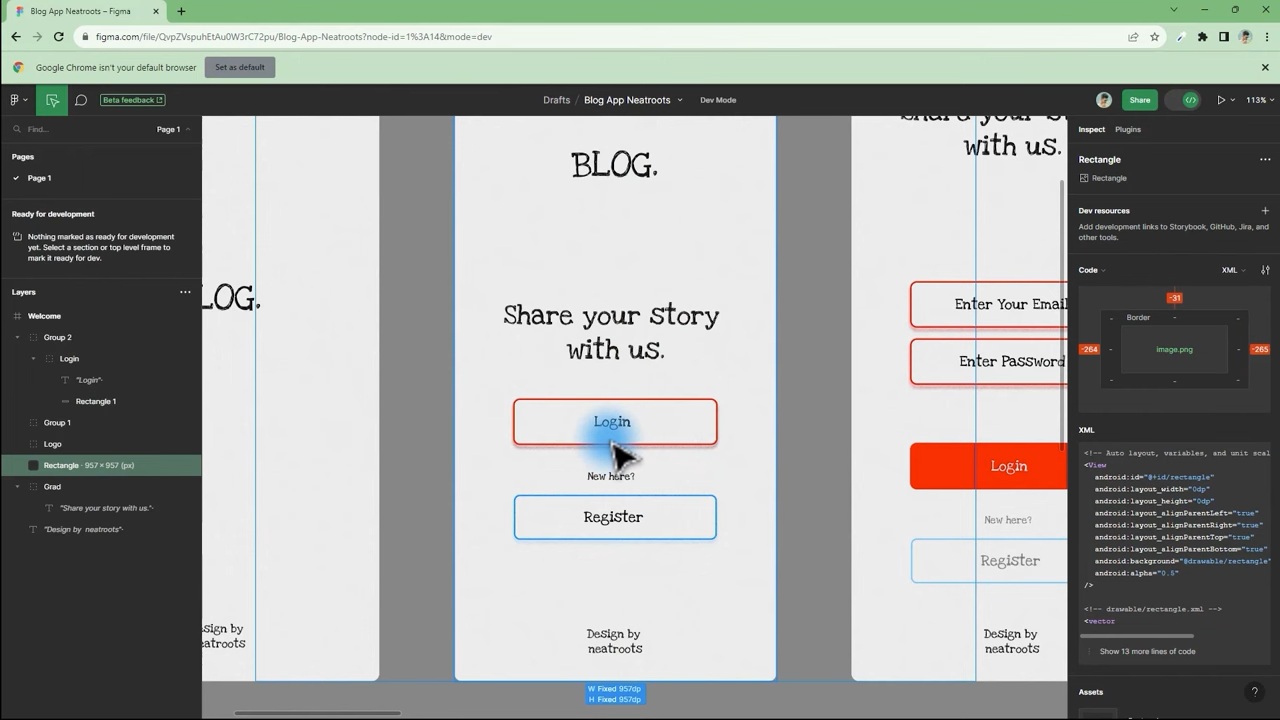 Blog App Neatroots – Figma
figma.com/file/QvpZVspuhEtAu0W3rC72pu/Blog-App-Neatroots?node-id=1%3A14&mode=dev
Google Chrome isn't your default browser
Set as default
Beta feedback
Drafts / Blog App Neatroots
Dev Mode
Share
113%
Find...
Page 1
Pages
Page 1
Ready for development
Nothing marked as ready for development
yet. Select a section or top level frame to
mark it ready for dev.
Layers
Welcome
Group 2
Login
"Login"
Rectangle 1
Group 1
Logo
Rectangle · 957 × 957 (px)
Grad
"Share your story with us."
"Design by neatroots"
LOG.
sign by
eatroots
BLOG.
Share your story
with us.
Login
New here?
Register
Design by
neatroots
W Fixed 957dp
H Fixed 957dp
share your st
with us.
Enter Your Email
Enter Password
Login
New here?
Register
Design by
neatroots
Inspect
Plugins
Rectangle
Rectangle
Dev resources
Add development links to Storybook, GitHub, Jira, and
other tools.
Code
XML
-31
Border
-264
image.png
-265
XML
<!-- Auto layout, variables, and unit scal
<View
android:id="@+id/rectangle"
android:layout_width="0dp"
android:layout_height="0dp"
android:layout_alignParentLeft="true"
android:layout_alignParentRight="true"
android:layout_alignParentTop="true"
android:layout_alignParentBottom="true"
android:background="@drawable/rectangle"
android:alpha="0.5"
/>
<!-- drawable/rectangle.xml -->
<vector
Show 13 more lines of code
Assets
?